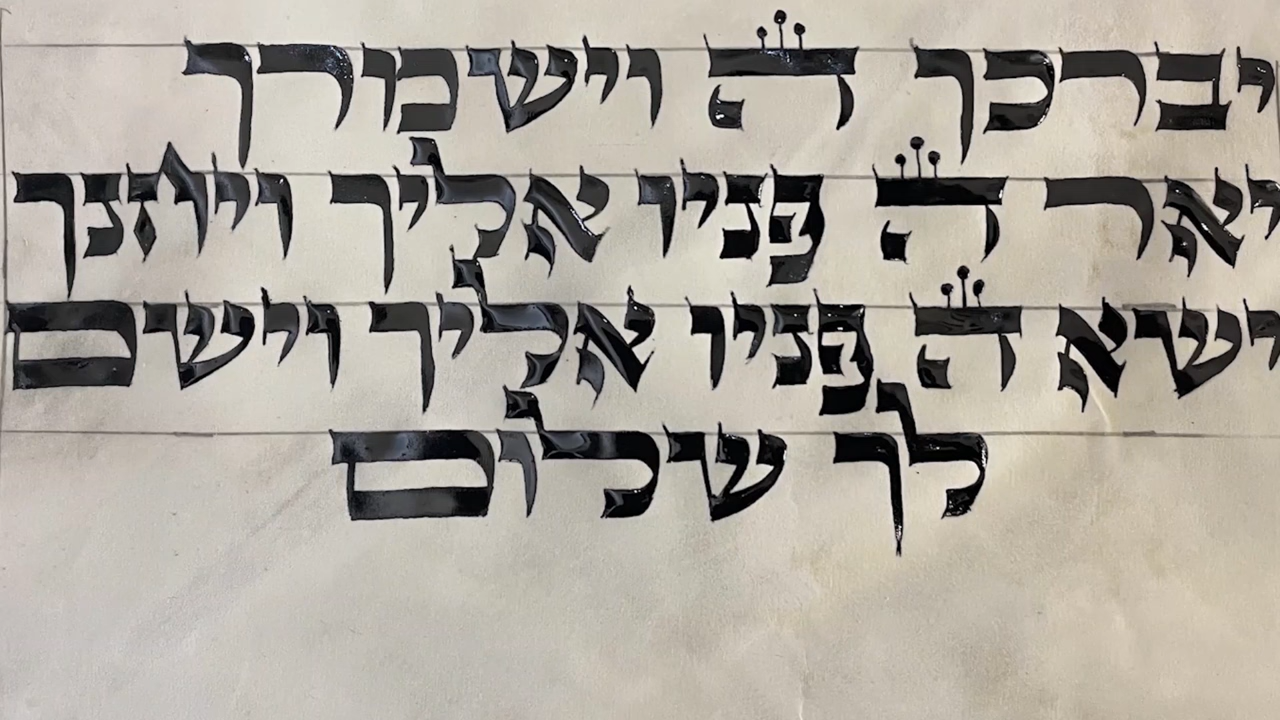 יברכך ה וישמרך
יאר ה פניו אליך ויחנך
ישא ה פניו אליך וישם
לך שלום